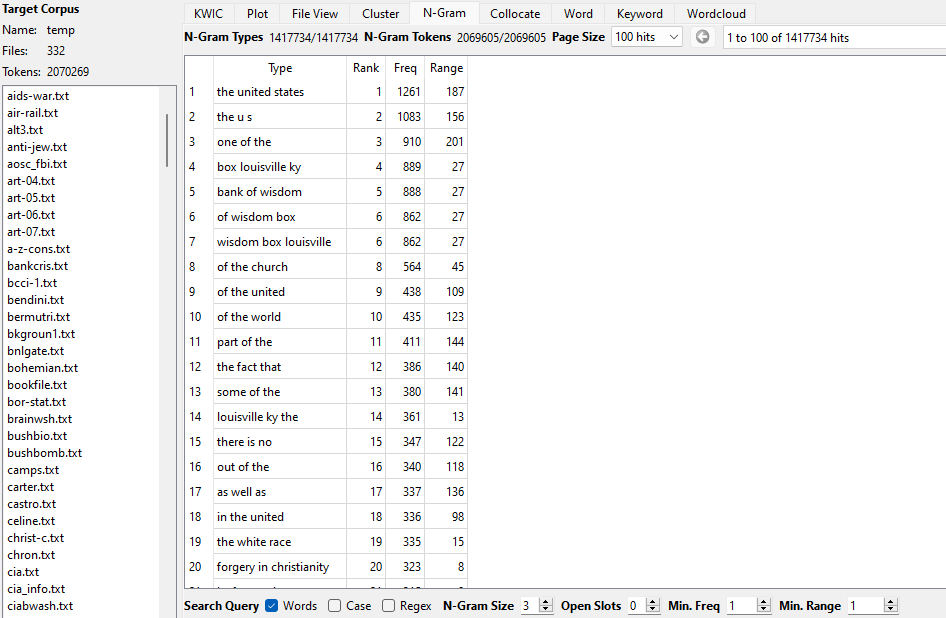 Target Corpus
Name: temp
Files: 332
Tokens: 2070269
aids-war.txt
air-rail.txt
alt3.txt
anti-jew.txt
aosc_fbi.txt
art-04.txt
art-05.txt
art-06.txt
art-07.txt
a-z-cons.txt
bankcris.txt
bcci-1.txt
bendini.txt
bermutri.txt
bkgroun1.txt
bnlgate.txt
bohemian.txt
bookfile.txt
bor-stat.txt
brainwsh.txt
bushbio.txt
bushbomb.txt
camps.txt
carter.txt
castro.txt
celine.txt
christ-c.txt
chron.txt
cia.txt
cia_info.txt
ciabwash.txt
KWIC Plot File View Cluster N-Gram Collocate Word Keyword Wordcloud
N-Gram Types 1417734/1417734 N-Gram Tokens 2069605/2069605 Page Size 100 hits 1 to 100 of 1417734 hits
Type Rank Freq Range
1 the united states 1 1261 187
2 the u s 2 1083 156
3 one of the 3 910 201
4 box louisville ky 4 889 27
5 bank of wisdom 5 888 27
6 of wisdom box 6 862 27
7 wisdom box louisville 6 862 27
8 of the church 8 564 45
9 of the united 9 438 109
10 of the world 10 435 123
11 part of the 11 411 144
12 the fact that 12 386 140
13 some of the 13 380 141
14 louisville ky the 14 361 13
15 there is no 15 347 122
16 out of the 16 340 118
17 as well as 17 337 136
18 in the united 18 336 98
19 the white race 19 335 15
20 forgery in christianity 20 323 8
Search Query Words Case Regex N-Gram Size 3 Open Slots 0 Min. Freq 1 Min. Range 1